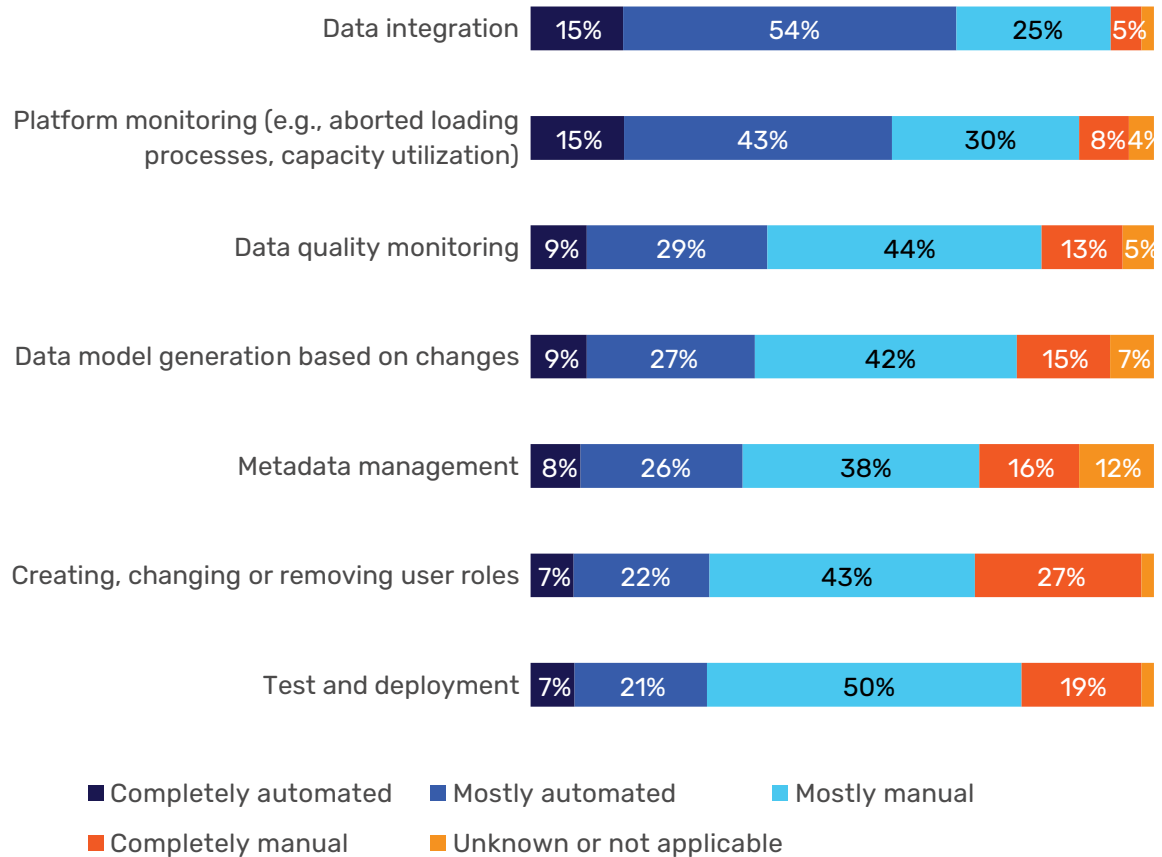 Data integration
15% 54% 25% 5%
Platform monitoring (e.g., aborted loading
processes, capacity utilization)
15% 43% 30% 8% 4%
Data quality monitoring
9% 29% 44% 13% 5%
Data model generation based on changes
9% 27% 42% 15% 7%
Metadata management
8% 26% 38% 16% 12%
Creating, changing or removing user roles
7% 22% 43% 27%
Test and deployment
7% 21% 50% 19%
Completely automated
Mostly automated
Mostly manual
Completely manual
Unknown or not applicable